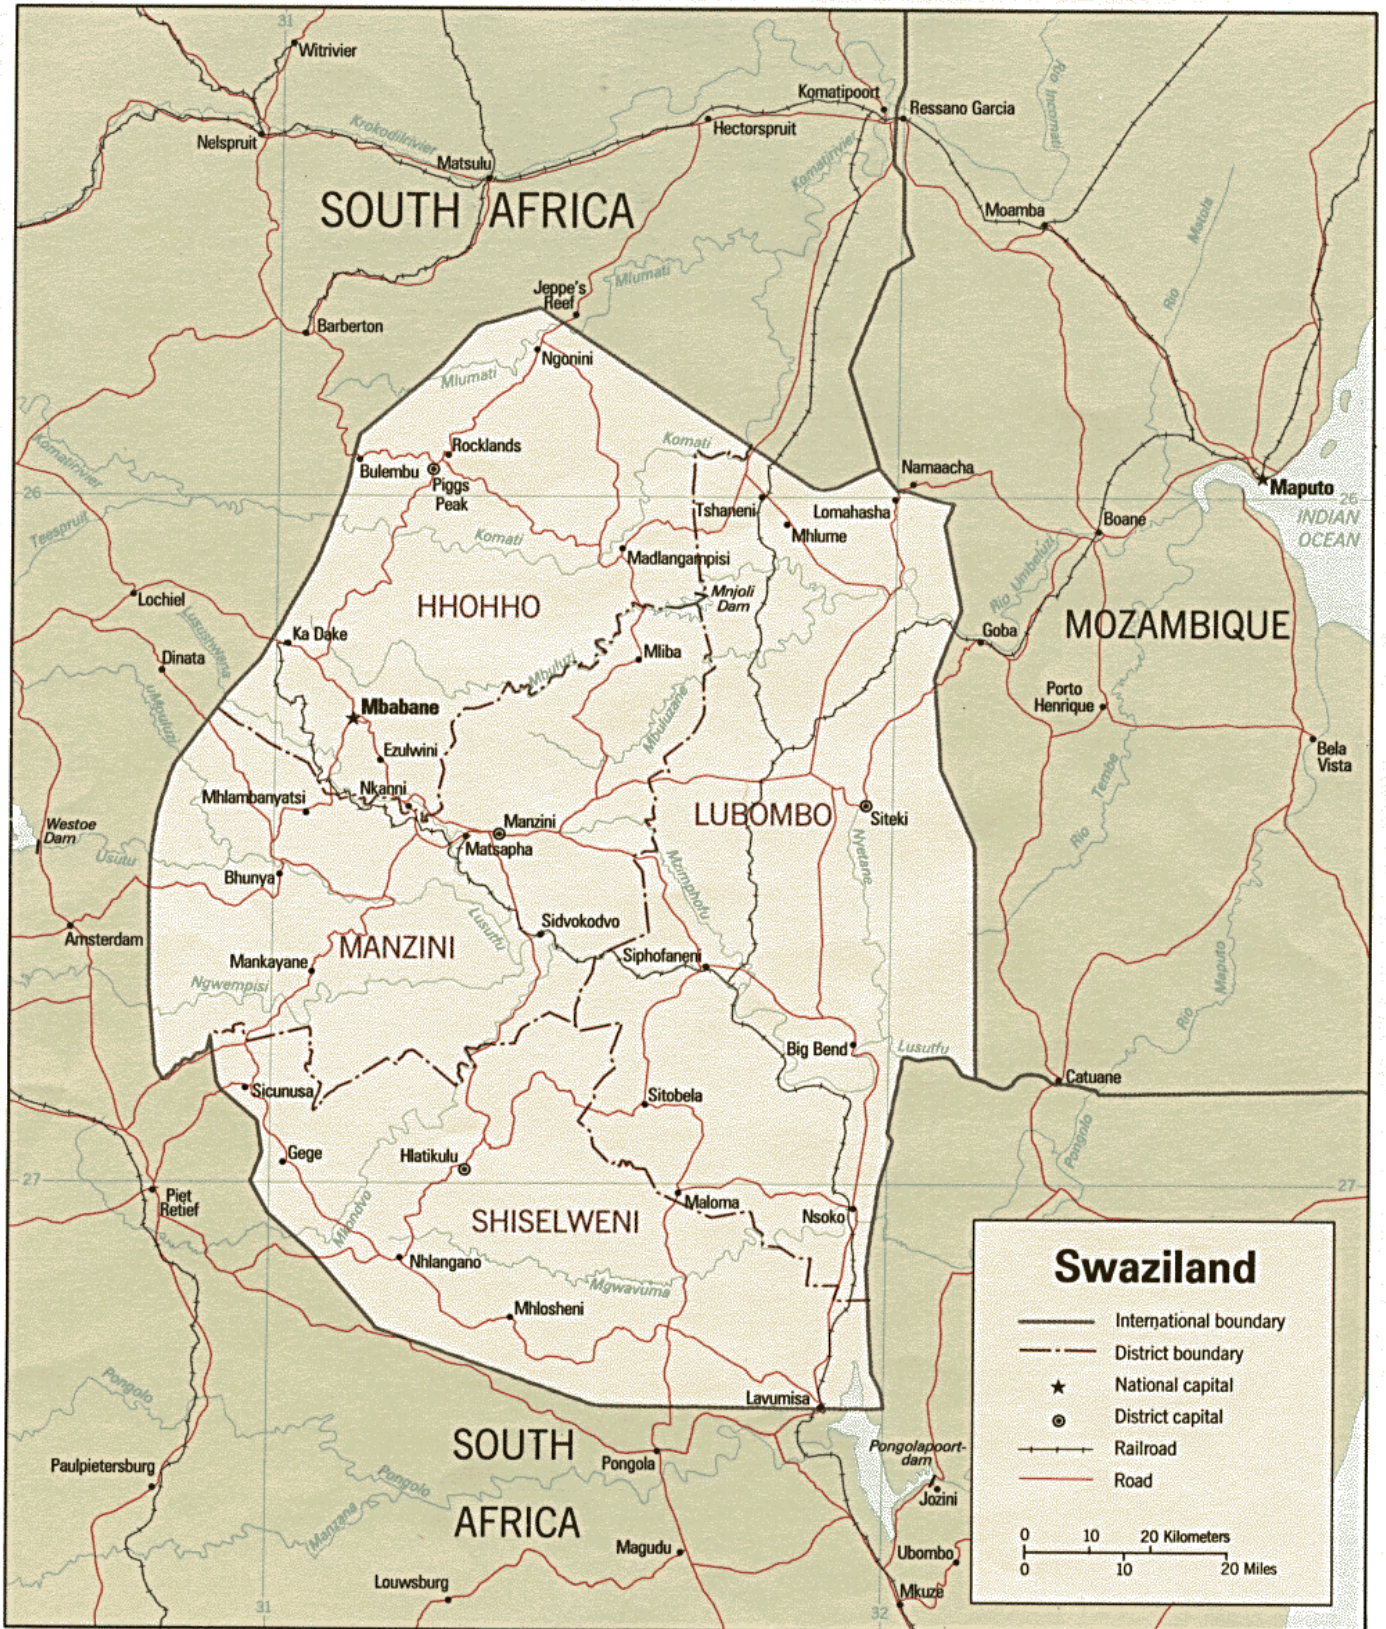 31
Witrivier
Komatipoort
Ressano Garcia
Rio Incomati
Nelspruit
Krokodilrivier
Hectorspruit
Matsulu
Komatirivier
SOUTH AFRICA
Moamba
Rio
Matola
Jeppe's
Reef
Mlumati
Barberton
Ngonini
Mlumati
Komatirivier
Rocklands
Komati
Bulembu
Piggs
Peak
Namaacha
Maputo
26
26
Tshaneni
Lomahasha
Mhlume
Boane
INDIAN
OCEAN
Teespruit
Komati
Madlangampisi
Rio Umbeluzi
Lochiel
HHOHHO
Mnjoli
Dam
MOZAMBIQUE
Lusushwana
Ka Dake
Goba
Dinata
Mliba
Mbuluzi
uMpuluzi
Mbabane
Mbuluzane
Porto
Henrique
Ezulwini
Bela
Vista
Rio
Tembe
Nkanni
Mhlambanyatsi
LUBOMBO
Siteki
Manzini
Westoe
Dam
Matsapha
Usutu
Bhunya
Mzimphofu
Nyetane
Lusutfu
Sidvokodvo
Amsterdam
MANZINI
Siphofaneni
Mankayane
Ngwempisi
Rio
Maputo
Big Bend
Lusutfu
Catuane
Sicunusa
Sitobela
Pongolo
Gege
Hlatikulu
27
27
Piet
Retief
Mkondvo
Maloma
Nsoko
SHISELWENI
Nhlangano
Mgwavuma
Mhlosheni
Lavumisa
Pongolo
SOUTH
AFRICA
Pongolapoort-
dam
Pongola
Paulpietersburg
Pongolo
Jozini
Manzana
Magudu
Ubombo
Louwsburg
Mkuze
31
32
Swaziland
International boundary
District boundary
National capital
District capital
Railroad
Road
0 10 20 Kilometers
0 10 20 Miles